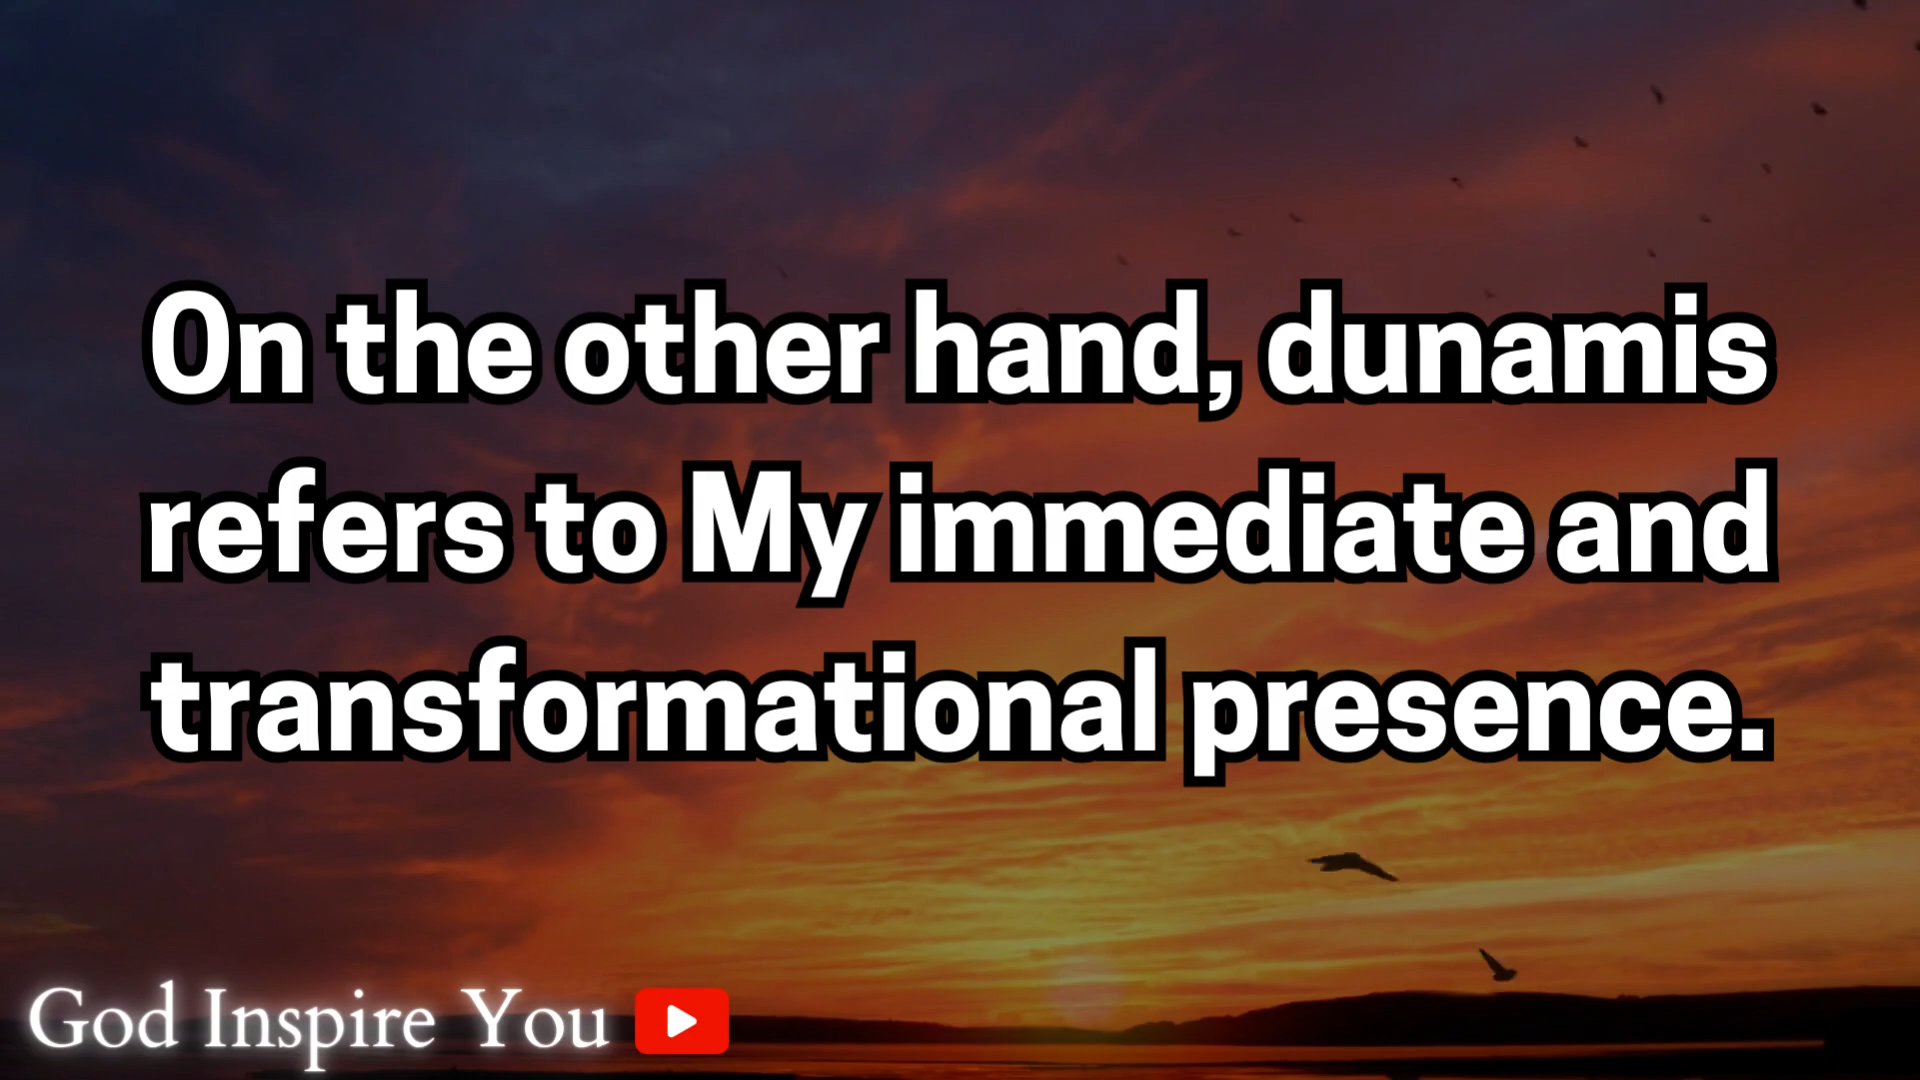 On the other hand, dunamis
refers to My immediate and
transformational presence.
God Inspire You